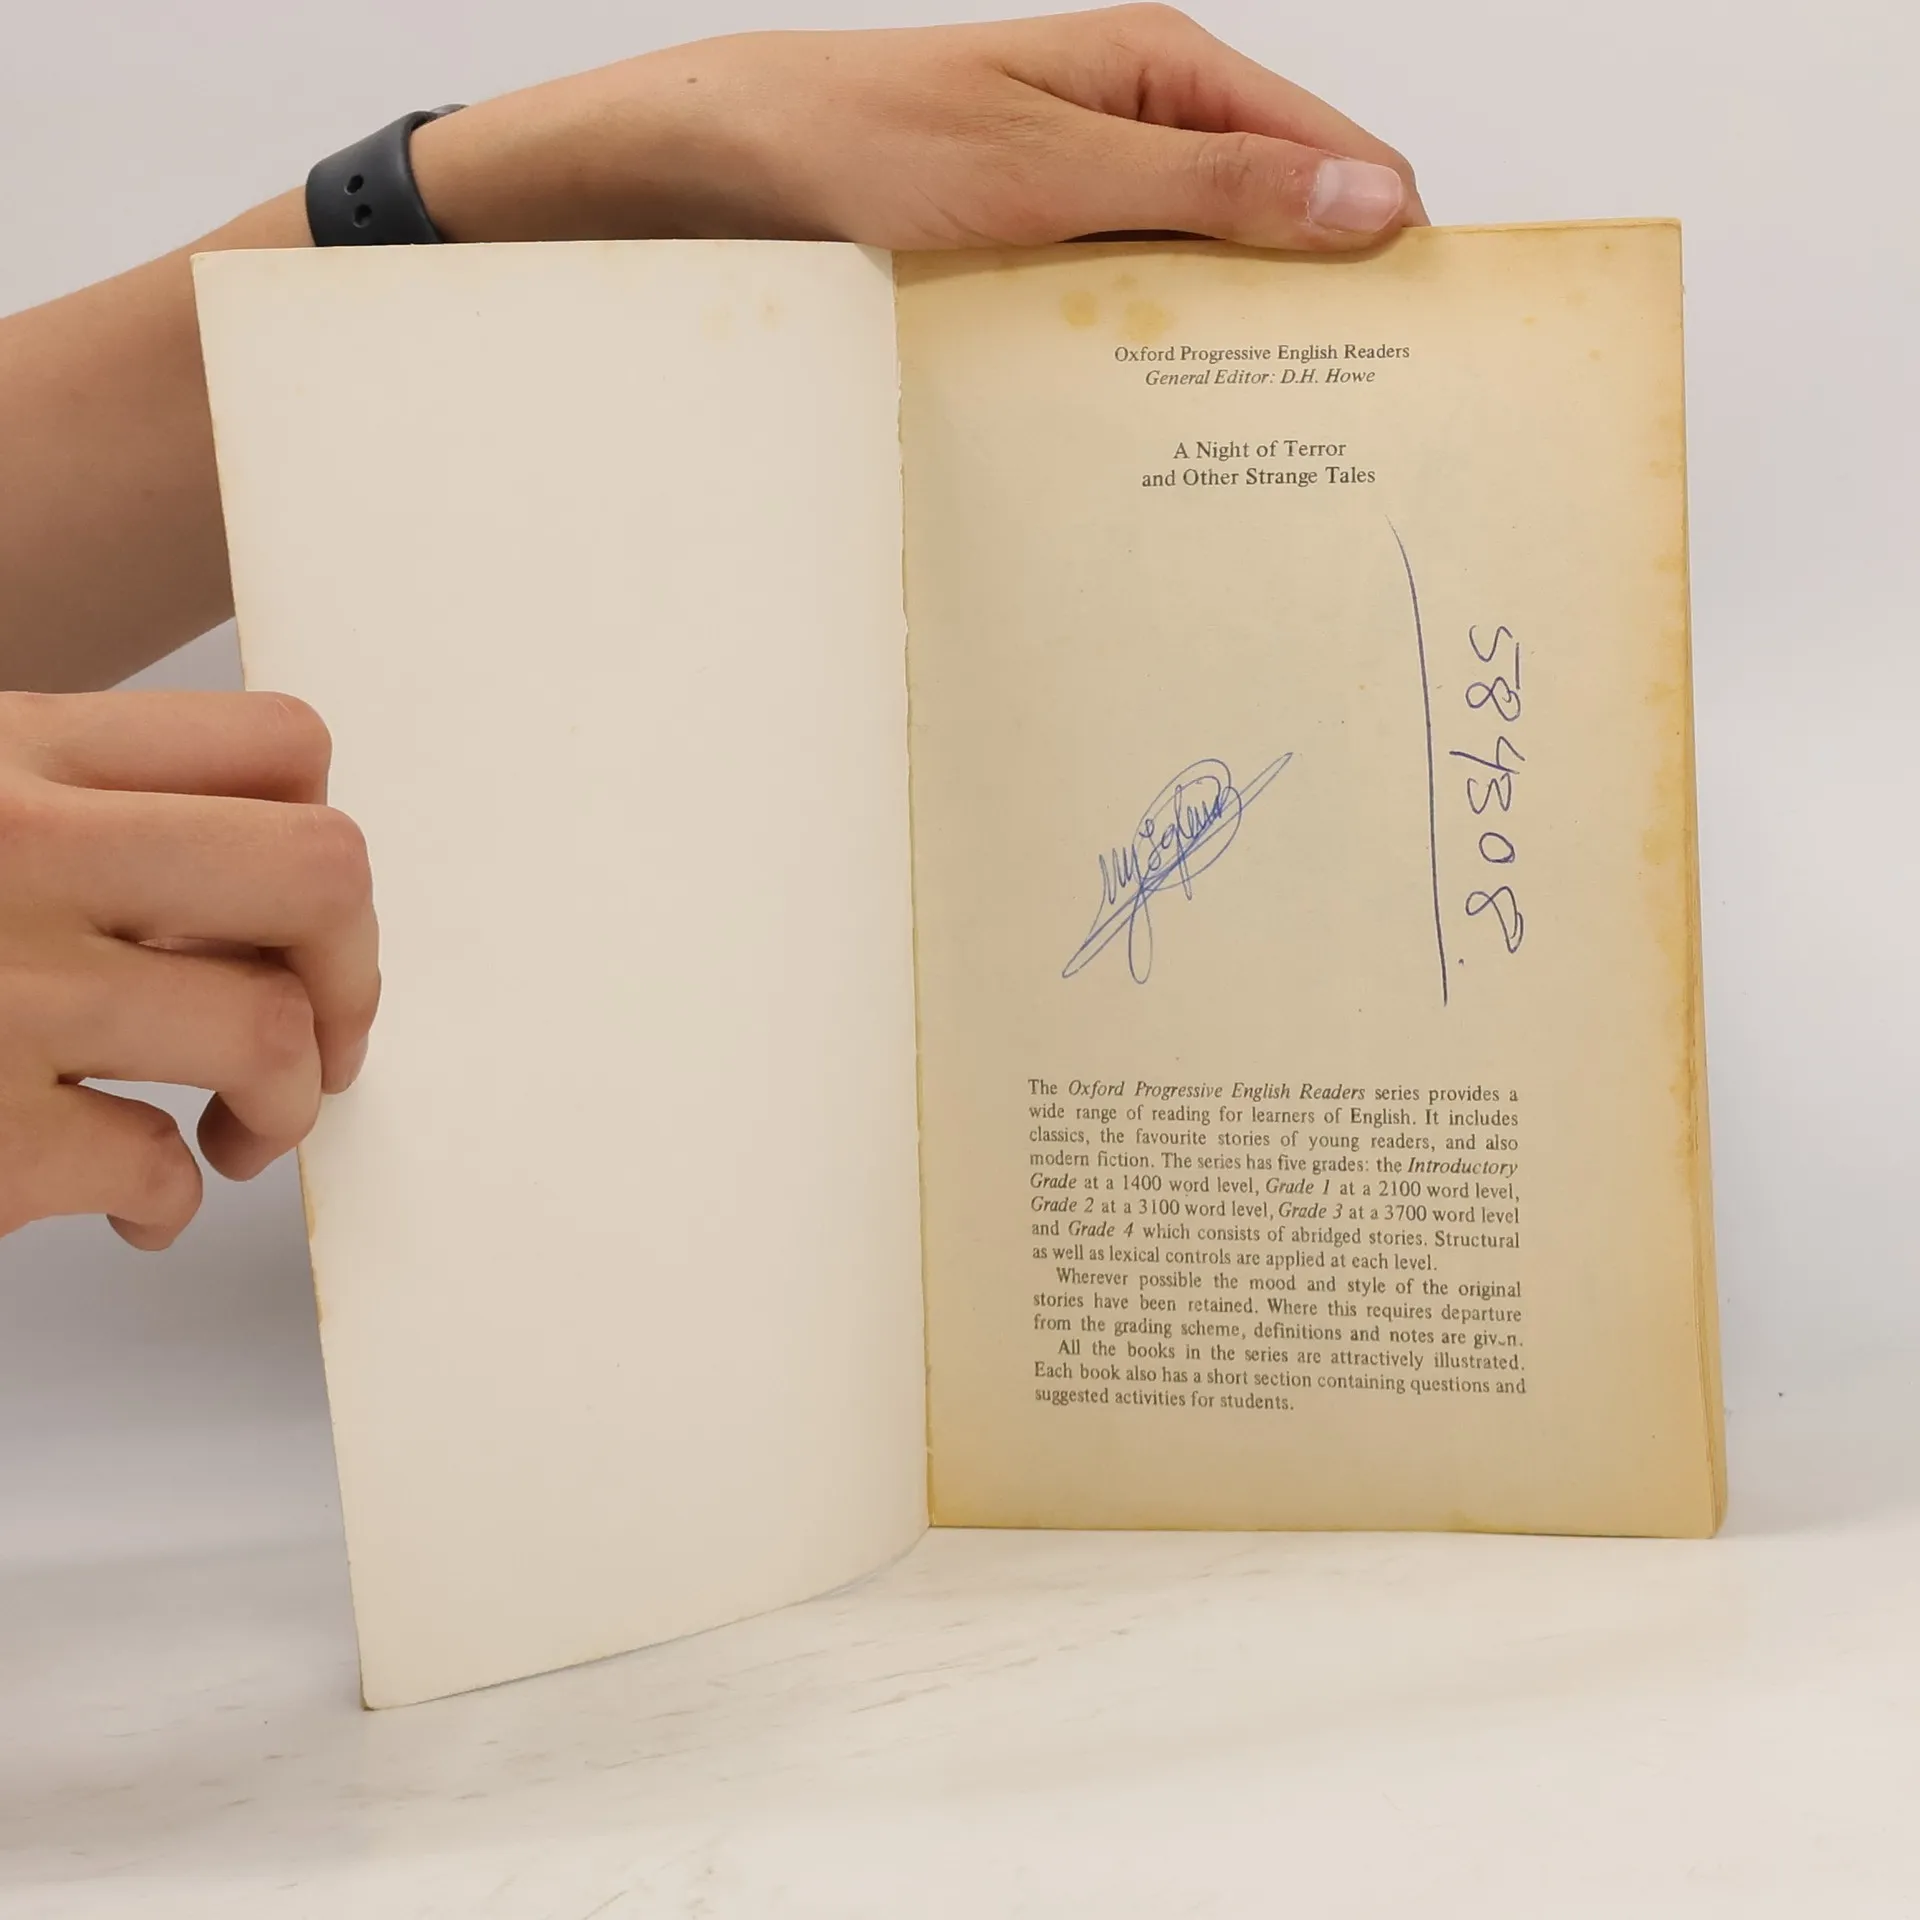 Oxford Progressive English Readers
General Editor: D.H. Howe
A Night of Terror
and Other Strange Tales
584308.
The Oxford Progressive English Readers series provides a
wide range of reading for learners of English. It includes
classics, the favourite stories of young readers, and also
modern fiction. The series has five grades: the Introductory
Grade at a 1400 word level, Grade 1 at a 2100 word level,
Grade 2 at a 3100 word level, Grade 3 at a 3700 word level
and Grade 4 which consists of abridged stories. Structural
as well as lexical controls are applied at each level.
Wherever possible the mood and style of the original
stories have been retained. Where this requires departure
from the grading scheme, definitions and notes are given.
All the books in the series are attractively illustrated.
Each book also has a short section containing questions and
suggested activities for students.